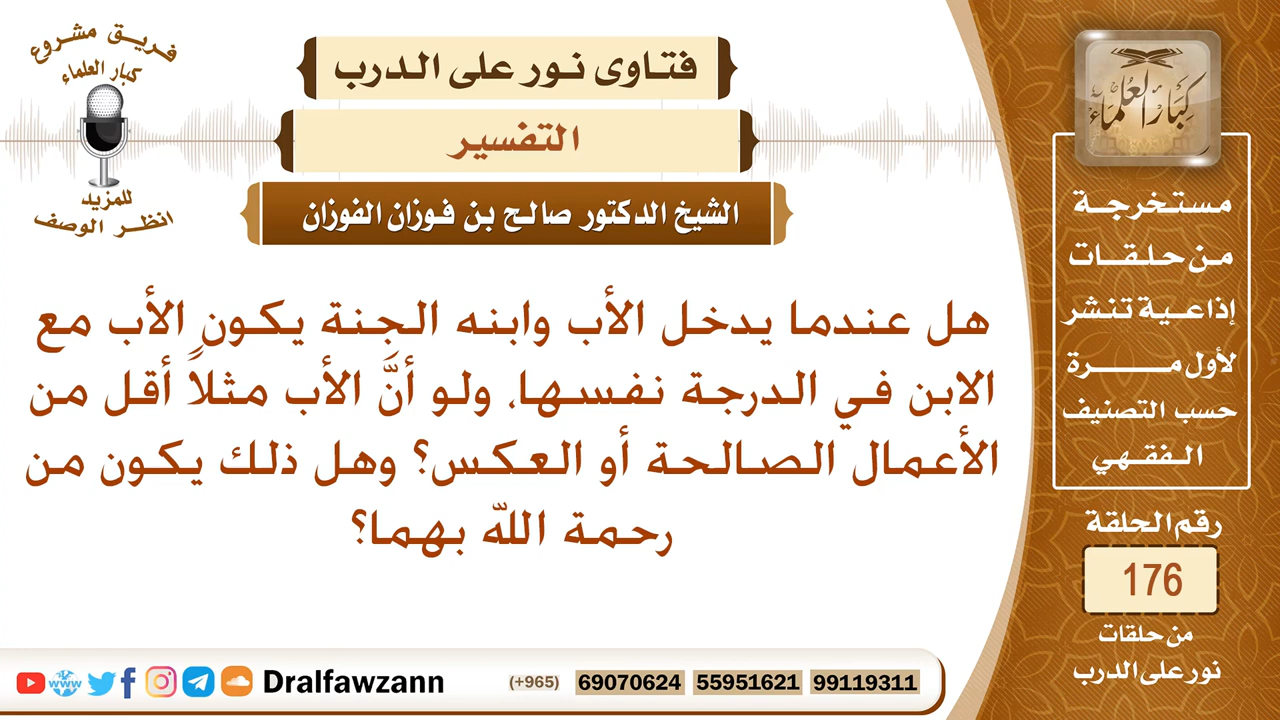 فريق مشروع
كبار العلماء
للمزيد
انظر الوصف
فتاوى نور على الدرب
التفسير
الشيخ الدكتور صالح بن فوزان الفوزان
هل عندما يدخل الأب وابنه الجنة يكون الأب مع
الابن في الدرجة نفسها، ولو أنَّ الأب مثلاً أقل من
الأعمال الصالحة أو العكس؟ وهل ذلك يكون من
رحمة الله بهما؟
كبار العلماء
مستخرجة
من حلقات
إذاعية تنشر
لأول مرة
حسب التصنيف
الفقهي
رقم الحلقة
176
من حلقات
نور على الدرب
www Dralfawzann (+965) 69070624 55951621 99119311